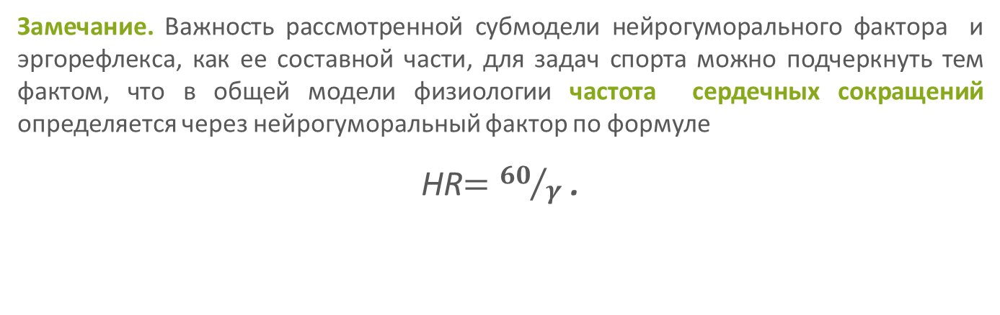 Замечание. Важность рассмотренной субмодели нейрогуморального фактора и
эргорефлекса, как ее составной части, для задач спорта можно подчеркнуть тем
фактом, что в общей модели физиологии частота сердечных сокращений
определяется через нейрогуморальный фактор по формуле
HR= 60/γ .